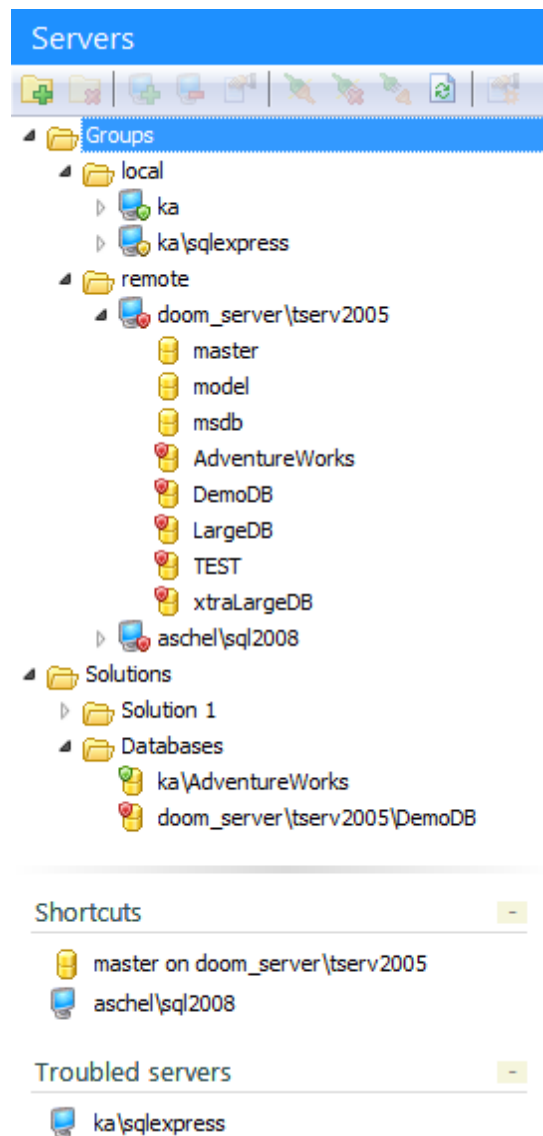 Servers
Groups
local
ka
ka\sqlexpress
remote
doom_server\tserv2005
master
model
msdb
AdventureWorks
DemoDB
LargeDB
TEST
xtraLargeDB
aschel\sql2008
Solutions
Solution 1
Databases
ka\AdventureWorks
doom_server\tserv2005\DemoDB
Shortcuts
master on doom_server\tserv2005
aschel\sql2008
Troubled servers
ka\sqlexpress